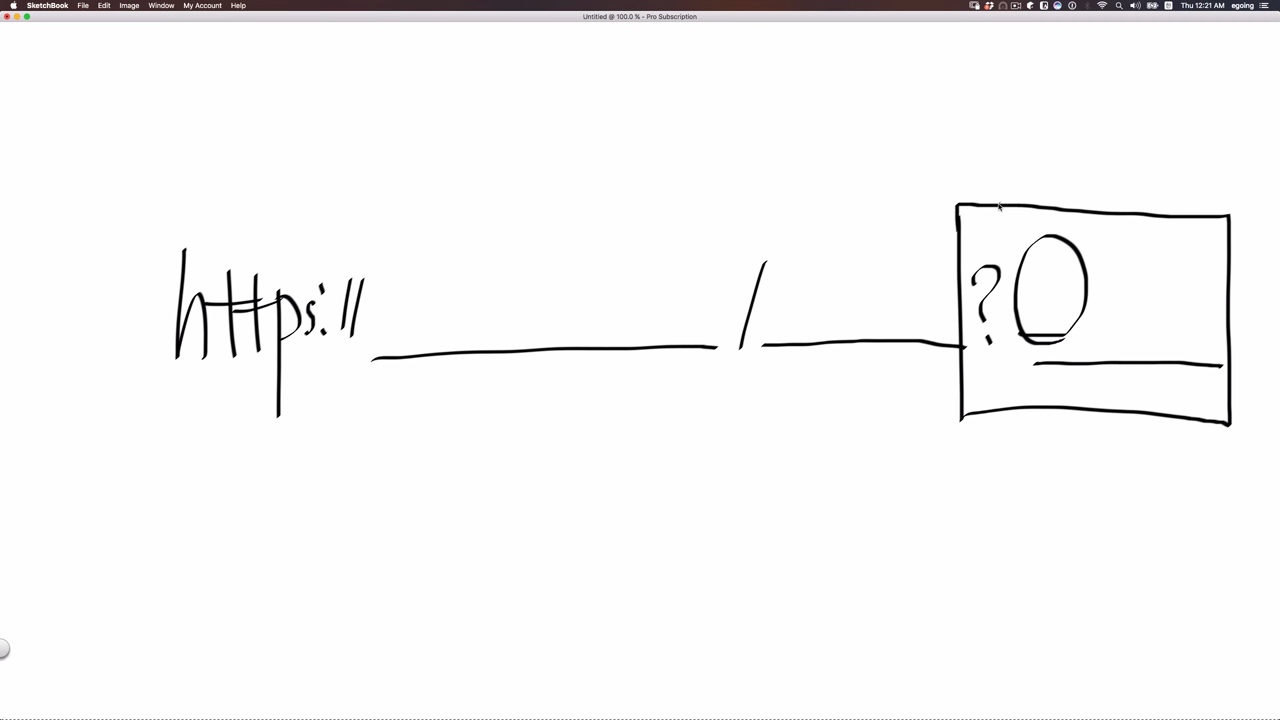 SketchBook File Edit Image Window My Account Help Thu 12:21 AM egoing
Untitled @ 100.0 % - Pro Subscription
https:// / ?